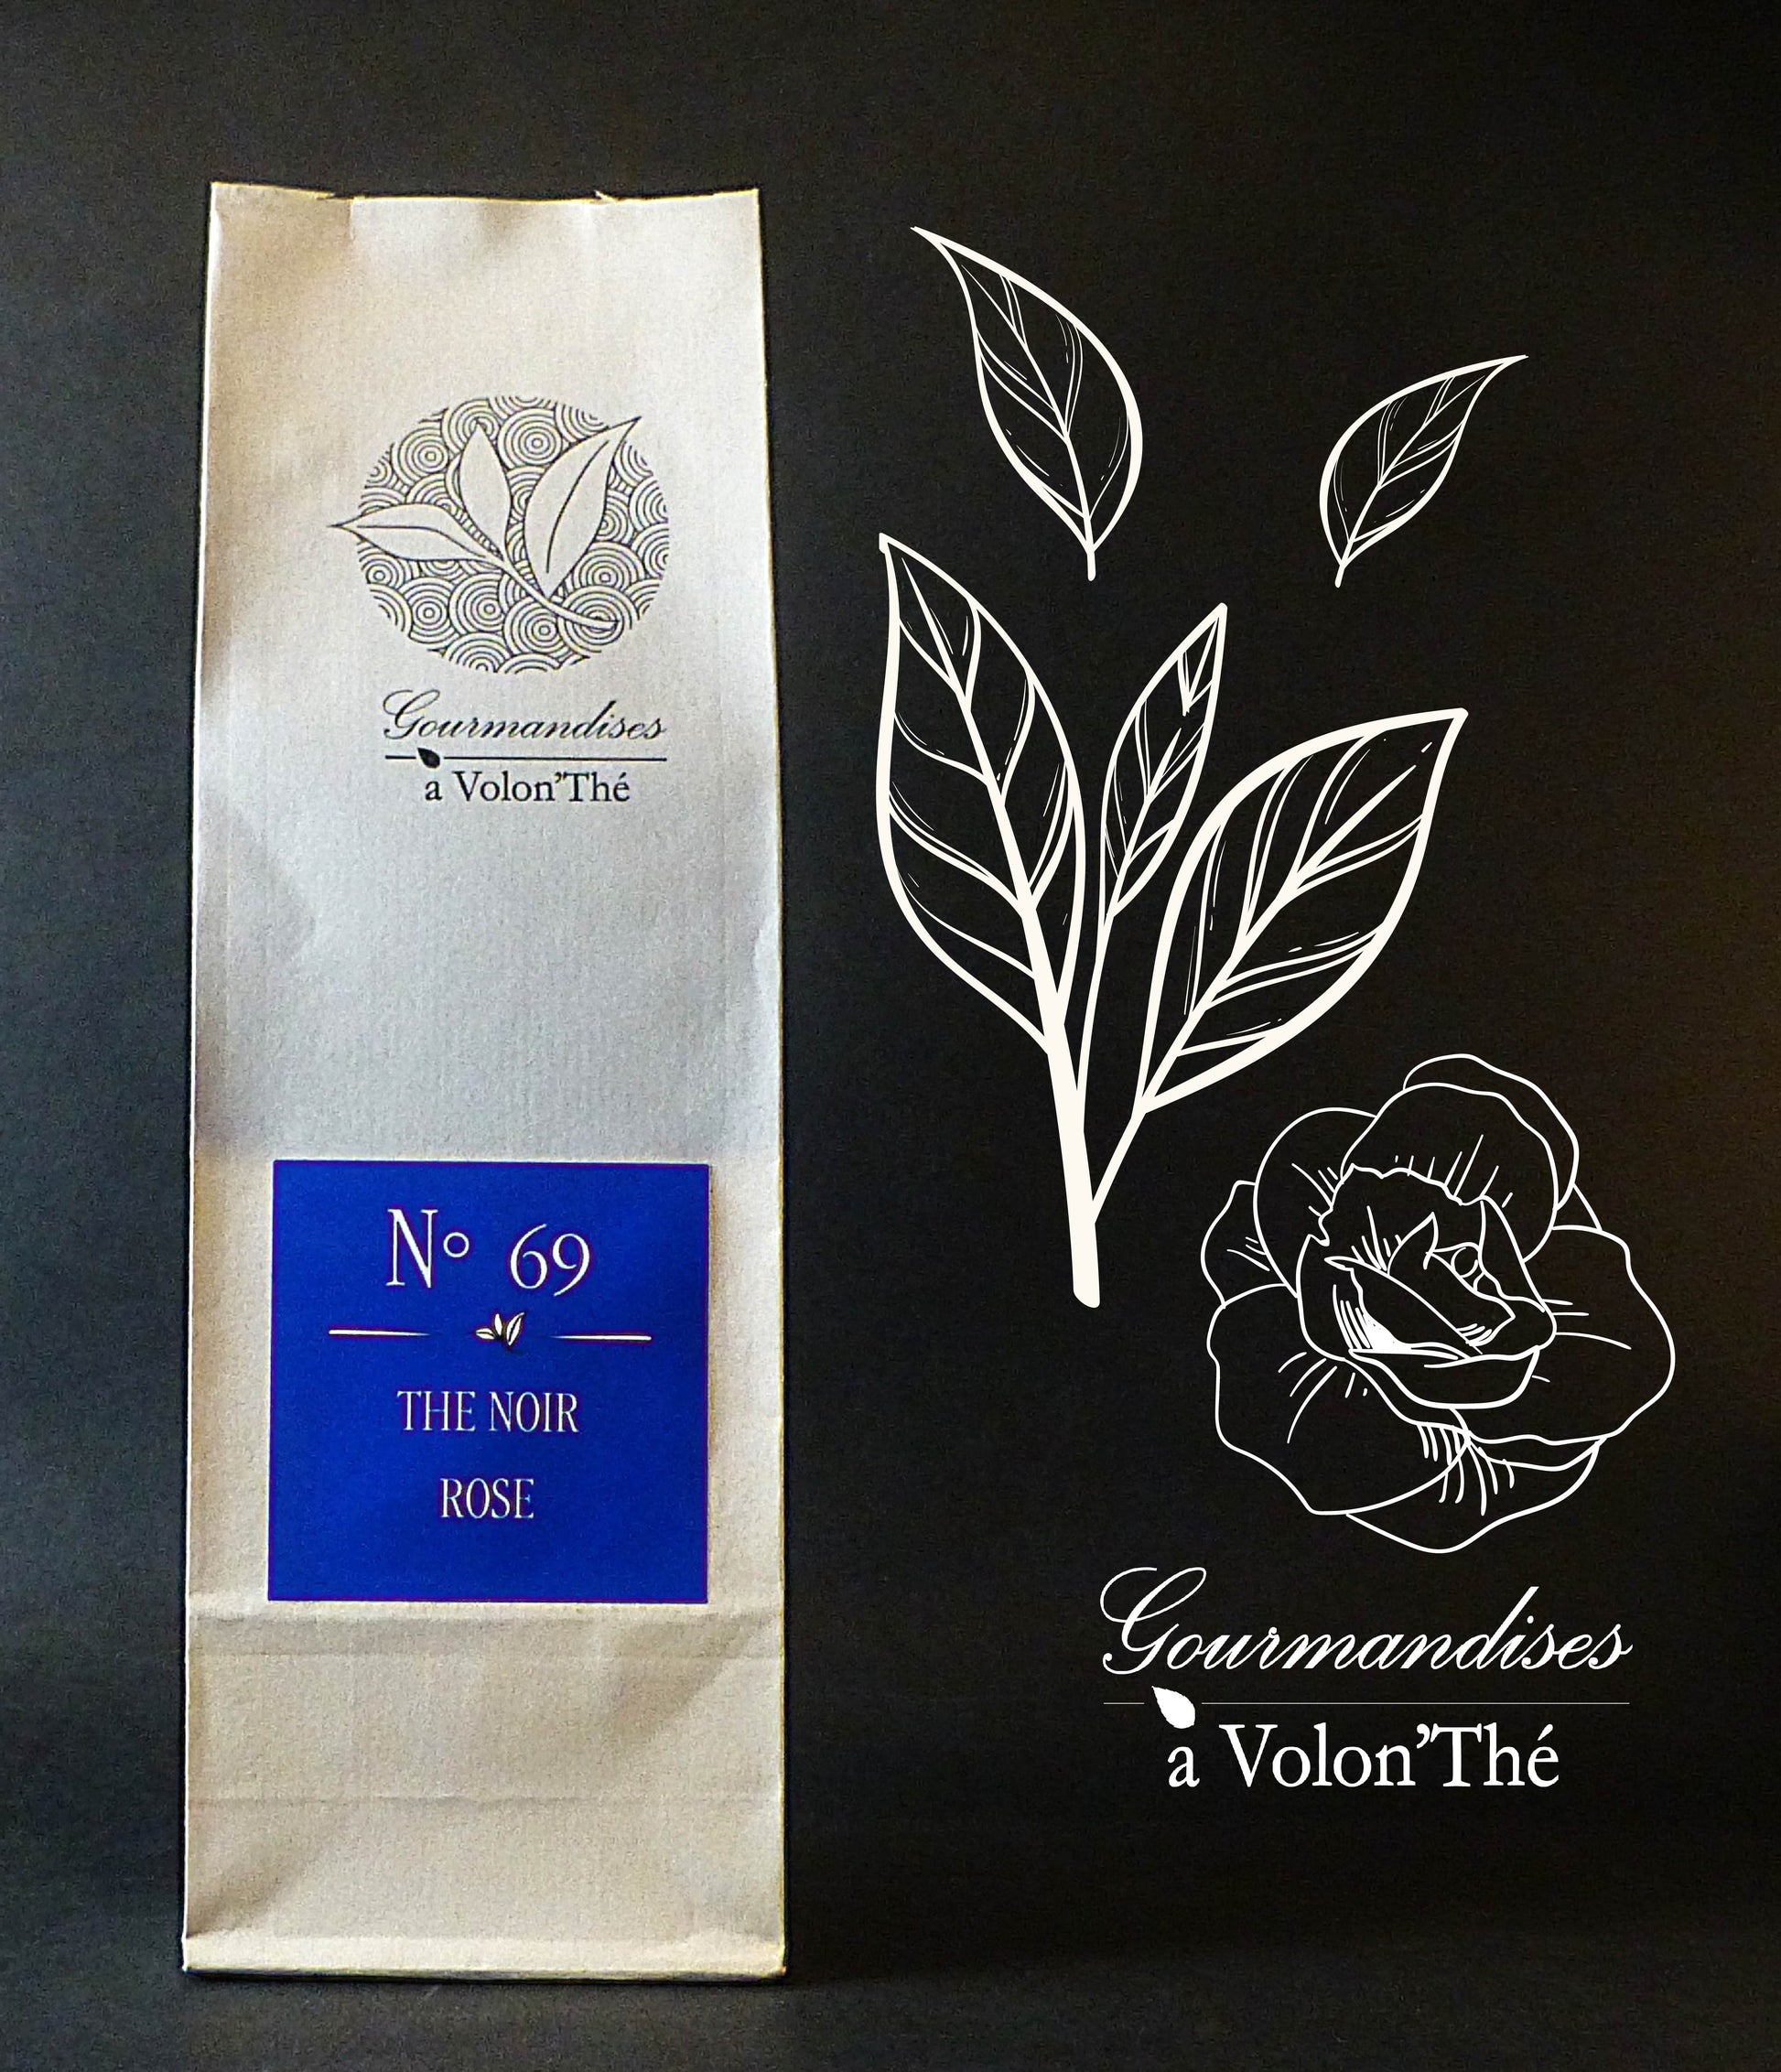 Gourmandises
a Volon’Thé
N° 69
THE NOIR
ROSE
Gourmandises
a Volon’Thé